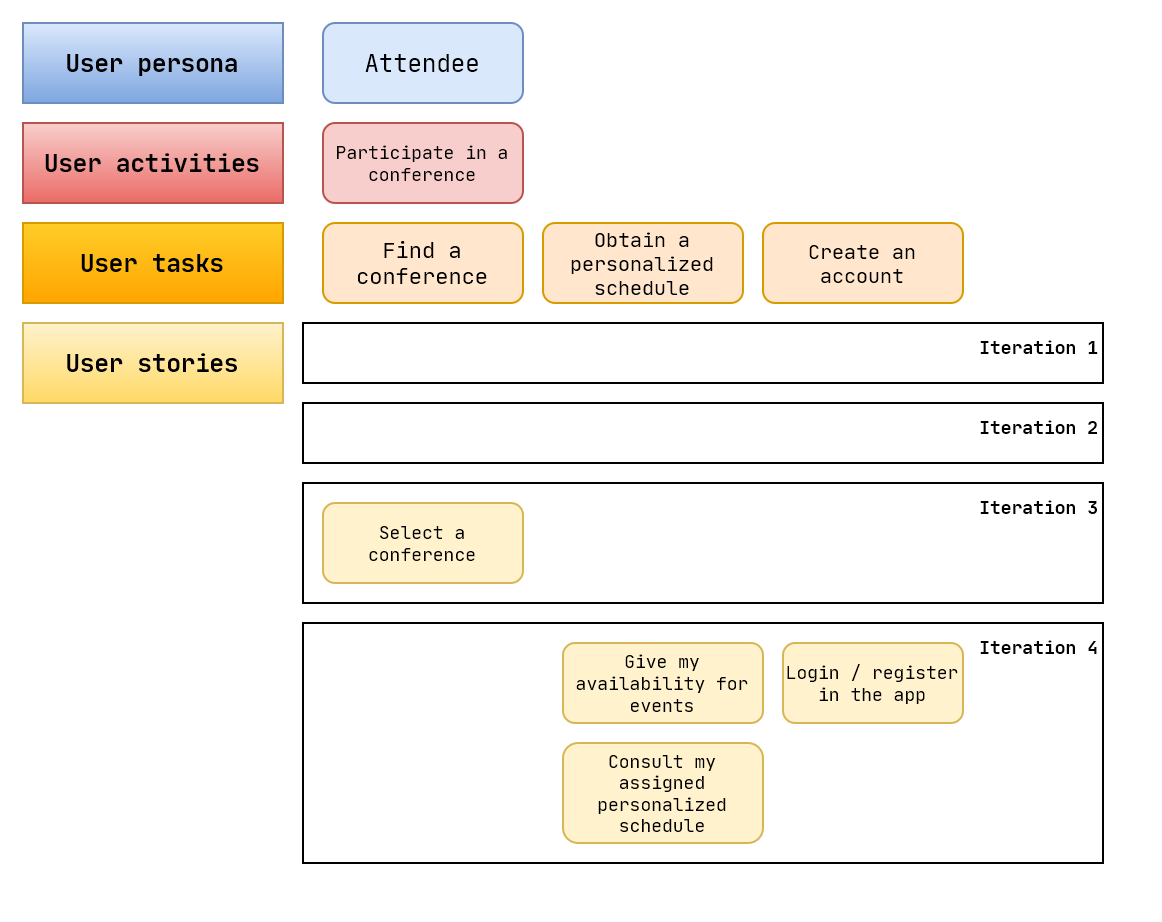 User persona
Attendee
User activities
Participate in a
conference
User tasks
Find a
conference
Obtain a
personalized
schedule
Create an
account
User stories
Iteration 1
Iteration 2
Iteration 3
Select a
conference
Iteration 4
Give my
availability for
events
Login / register
in the app
Consult my
assigned
personalized
schedule